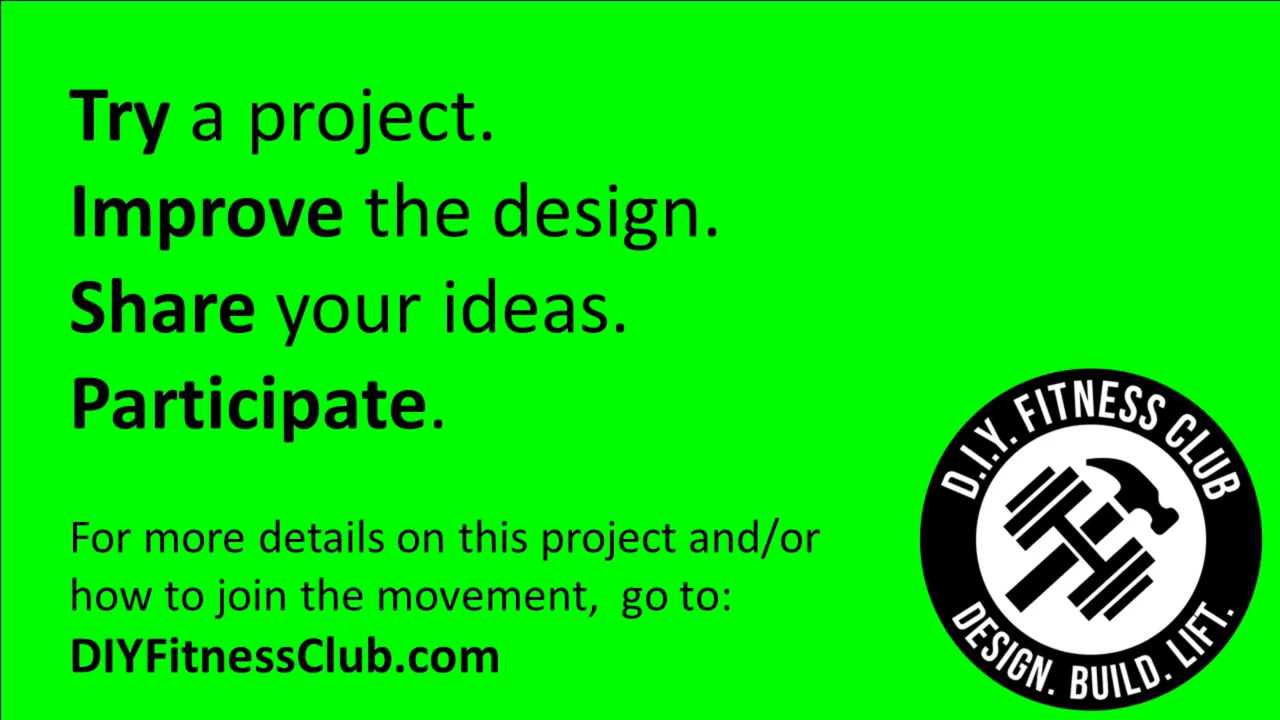 Try a project.
Improve the design.
Share your ideas.
Participate.
For more details on this project and/or
how to join the movement,  go to:
DIYFitnessClub.com
D.I.Y. FITNESS CLUB
DESIGN. BUILD. LIFT.